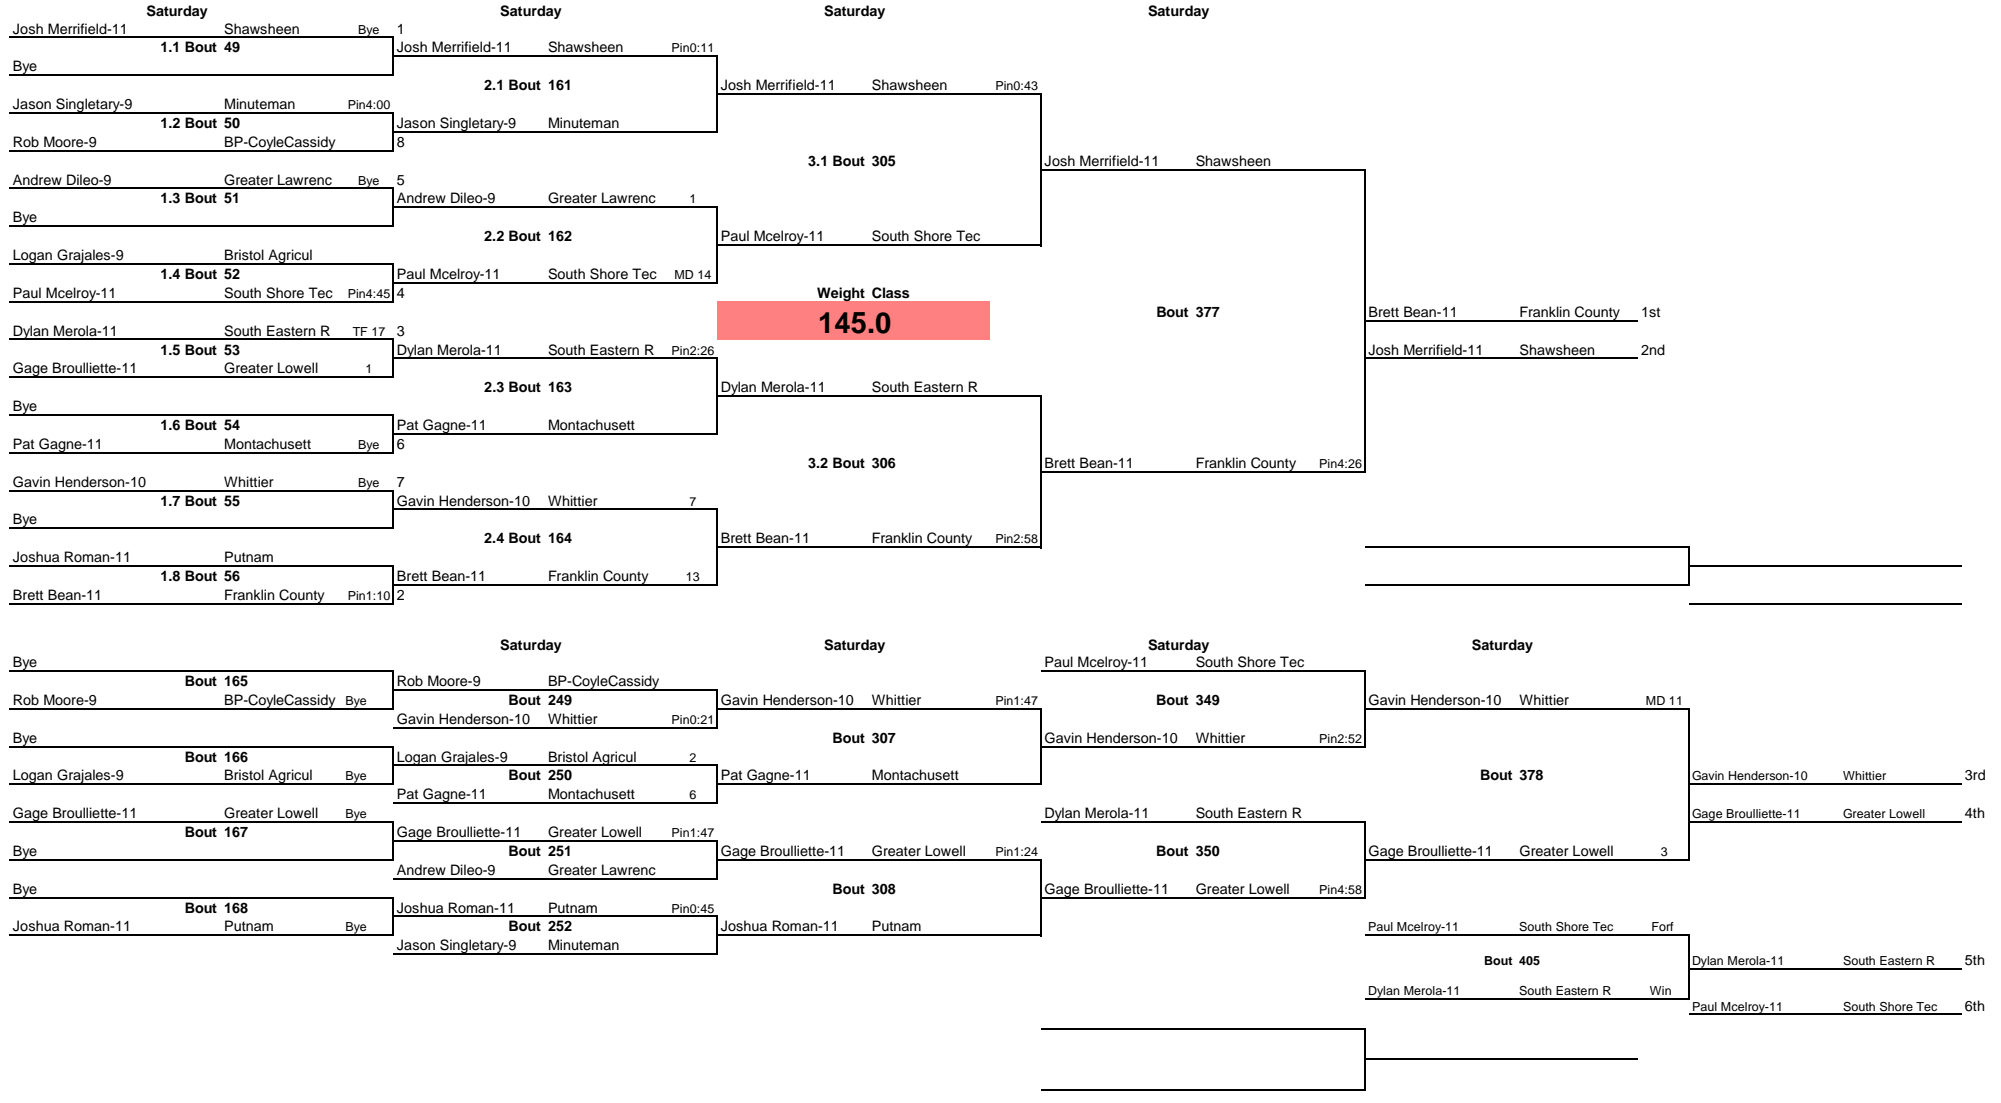 Saturday Saturday Saturday Saturday
Josh Merrifield-11 Shawsheen Bye 1
1.1 Bout 49 Josh Merrifield-11 Shawsheen Pin0:11
Bye
2.1 Bout 161 Josh Merrifield-11 Shawsheen Pin0:43
Jason Singletary-9 Minuteman Pin4:00
1.2 Bout 50 Jason Singletary-9 Minuteman
Rob Moore-9 BP-CoyleCassidy 8
3.1 Bout 305 Josh Merrifield-11 Shawsheen
Andrew Dileo-9 Greater Lawrenc Bye 5
1.3 Bout 51 Andrew Dileo-9 Greater Lawrenc 1
Bye
2.2 Bout 162 Paul Mcelroy-11 South Shore Tec
Logan Grajales-9 Bristol Agricul
1.4 Bout 52 Paul Mcelroy-11 South Shore Tec MD 14
Paul Mcelroy-11 South Shore Tec Pin4:45 4 Weight Class
145.0 Bout 377 Brett Bean-11 Franklin County 1st
Dylan Merola-11 South Eastern R TF 17 3
1.5 Bout 53 Dylan Merola-11 South Eastern R Pin2:26 Josh Merrifield-11 Shawsheen 2nd
Gage Broulliette-11 Greater Lowell 1
2.3 Bout 163 Dylan Merola-11 South Eastern R
Bye
1.6 Bout 54 Pat Gagne-11 Montachusett
Pat Gagne-11 Montachusett Bye 6
3.2 Bout 306 Brett Bean-11 Franklin County Pin4:26
Gavin Henderson-10 Whittier Bye 7
1.7 Bout 55 Gavin Henderson-10 Whittier 7
Bye
2.4 Bout 164 Brett Bean-11 Franklin County Pin2:58
Joshua Roman-11 Putnam
1.8 Bout 56 Brett Bean-11 Franklin County 13
Brett Bean-11 Franklin County Pin1:10 2
Saturday Saturday Saturday Saturday
Bye Paul Mcelroy-11 South Shore Tec
Bout 165 Rob Moore-9 BP-CoyleCassidy
Rob Moore-9 BP-CoyleCassidy Bye Bout 249 Gavin Henderson-10 Whittier Pin1:47 Bout 349 Gavin Henderson-10 Whittier MD 11
Gavin Henderson-10 Whittier Pin0:21
Bye Bout 307 Gavin Henderson-10 Whittier Pin2:52
Bout 166 Logan Grajales-9 Bristol Agricul 2
Logan Grajales-9 Bristol Agricul Bye Bout 250 Pat Gagne-11 Montachusett Bout 378 Gavin Henderson-10 Whittier 3rd
Pat Gagne-11 Montachusett 6
Gage Broulliette-11 Greater Lowell Bye Dylan Merola-11 South Eastern R Gage Broulliette-11 Greater Lowell 4th
Bout 167 Gage Broulliette-11 Greater Lowell Pin1:47
Bye Bout 251 Gage Broulliette-11 Greater Lowell Pin1:24 Bout 350 Gage Broulliette-11 Greater Lowell 3
Andrew Dileo-9 Greater Lawrenc
Bye Bout 308 Gage Broulliette-11 Greater Lowell Pin4:58
Bout 168 Joshua Roman-11 Putnam Pin0:45
Joshua Roman-11 Putnam Bye Bout 252 Joshua Roman-11 Putnam Paul Mcelroy-11 South Shore Tec Forf
Jason Singletary-9 Minuteman
Bout 405 Dylan Merola-11 South Eastern R 5th
Dylan Merola-11 South Eastern R Win
Paul Mcelroy-11 South Shore Tec 6th